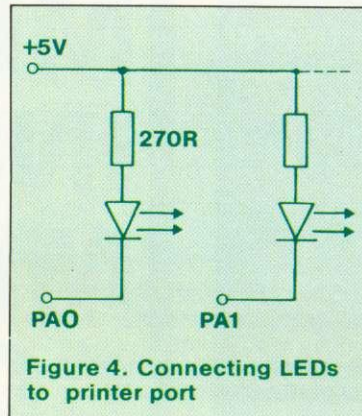 +5V
270R
PA0
PA1
Figure 4. Connecting LEDs
to printer port